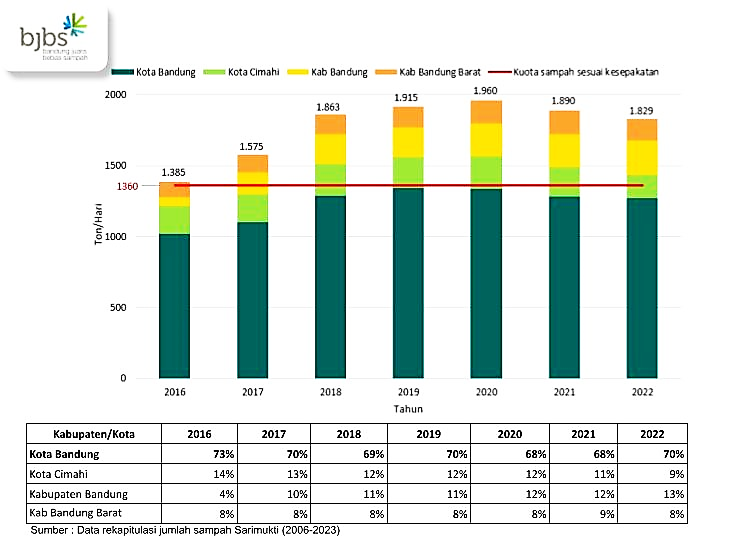 bjbs
bandung juara
bebas sampah
Kota Bandung Kota Cimahi Kab Bandung Kab Bandung Barat Kuota sampah sesuai kesepakatan
2000
1500
1360
1000
500
0
Ton/Hari
1.385 1.575 1.863 1.915 1.960 1.890 1.829
2016 2017 2018 2019 2020 2021 2022
Tahun
Kabupaten/Kota 2016 2017 2018 2019 2020 2021 2022
Kota Bandung 73% 70% 69% 70% 68% 68% 70%
Kota Cimahi 14% 13% 12% 12% 12% 11% 9%
Kabupaten Bandung 4% 10% 11% 11% 12% 12% 13%
Kab Bandung Barat 8% 8% 8% 8% 8% 9% 8%
Sumber : Data rekapitulasi jumlah sampah Sarimukti (2006-2023)